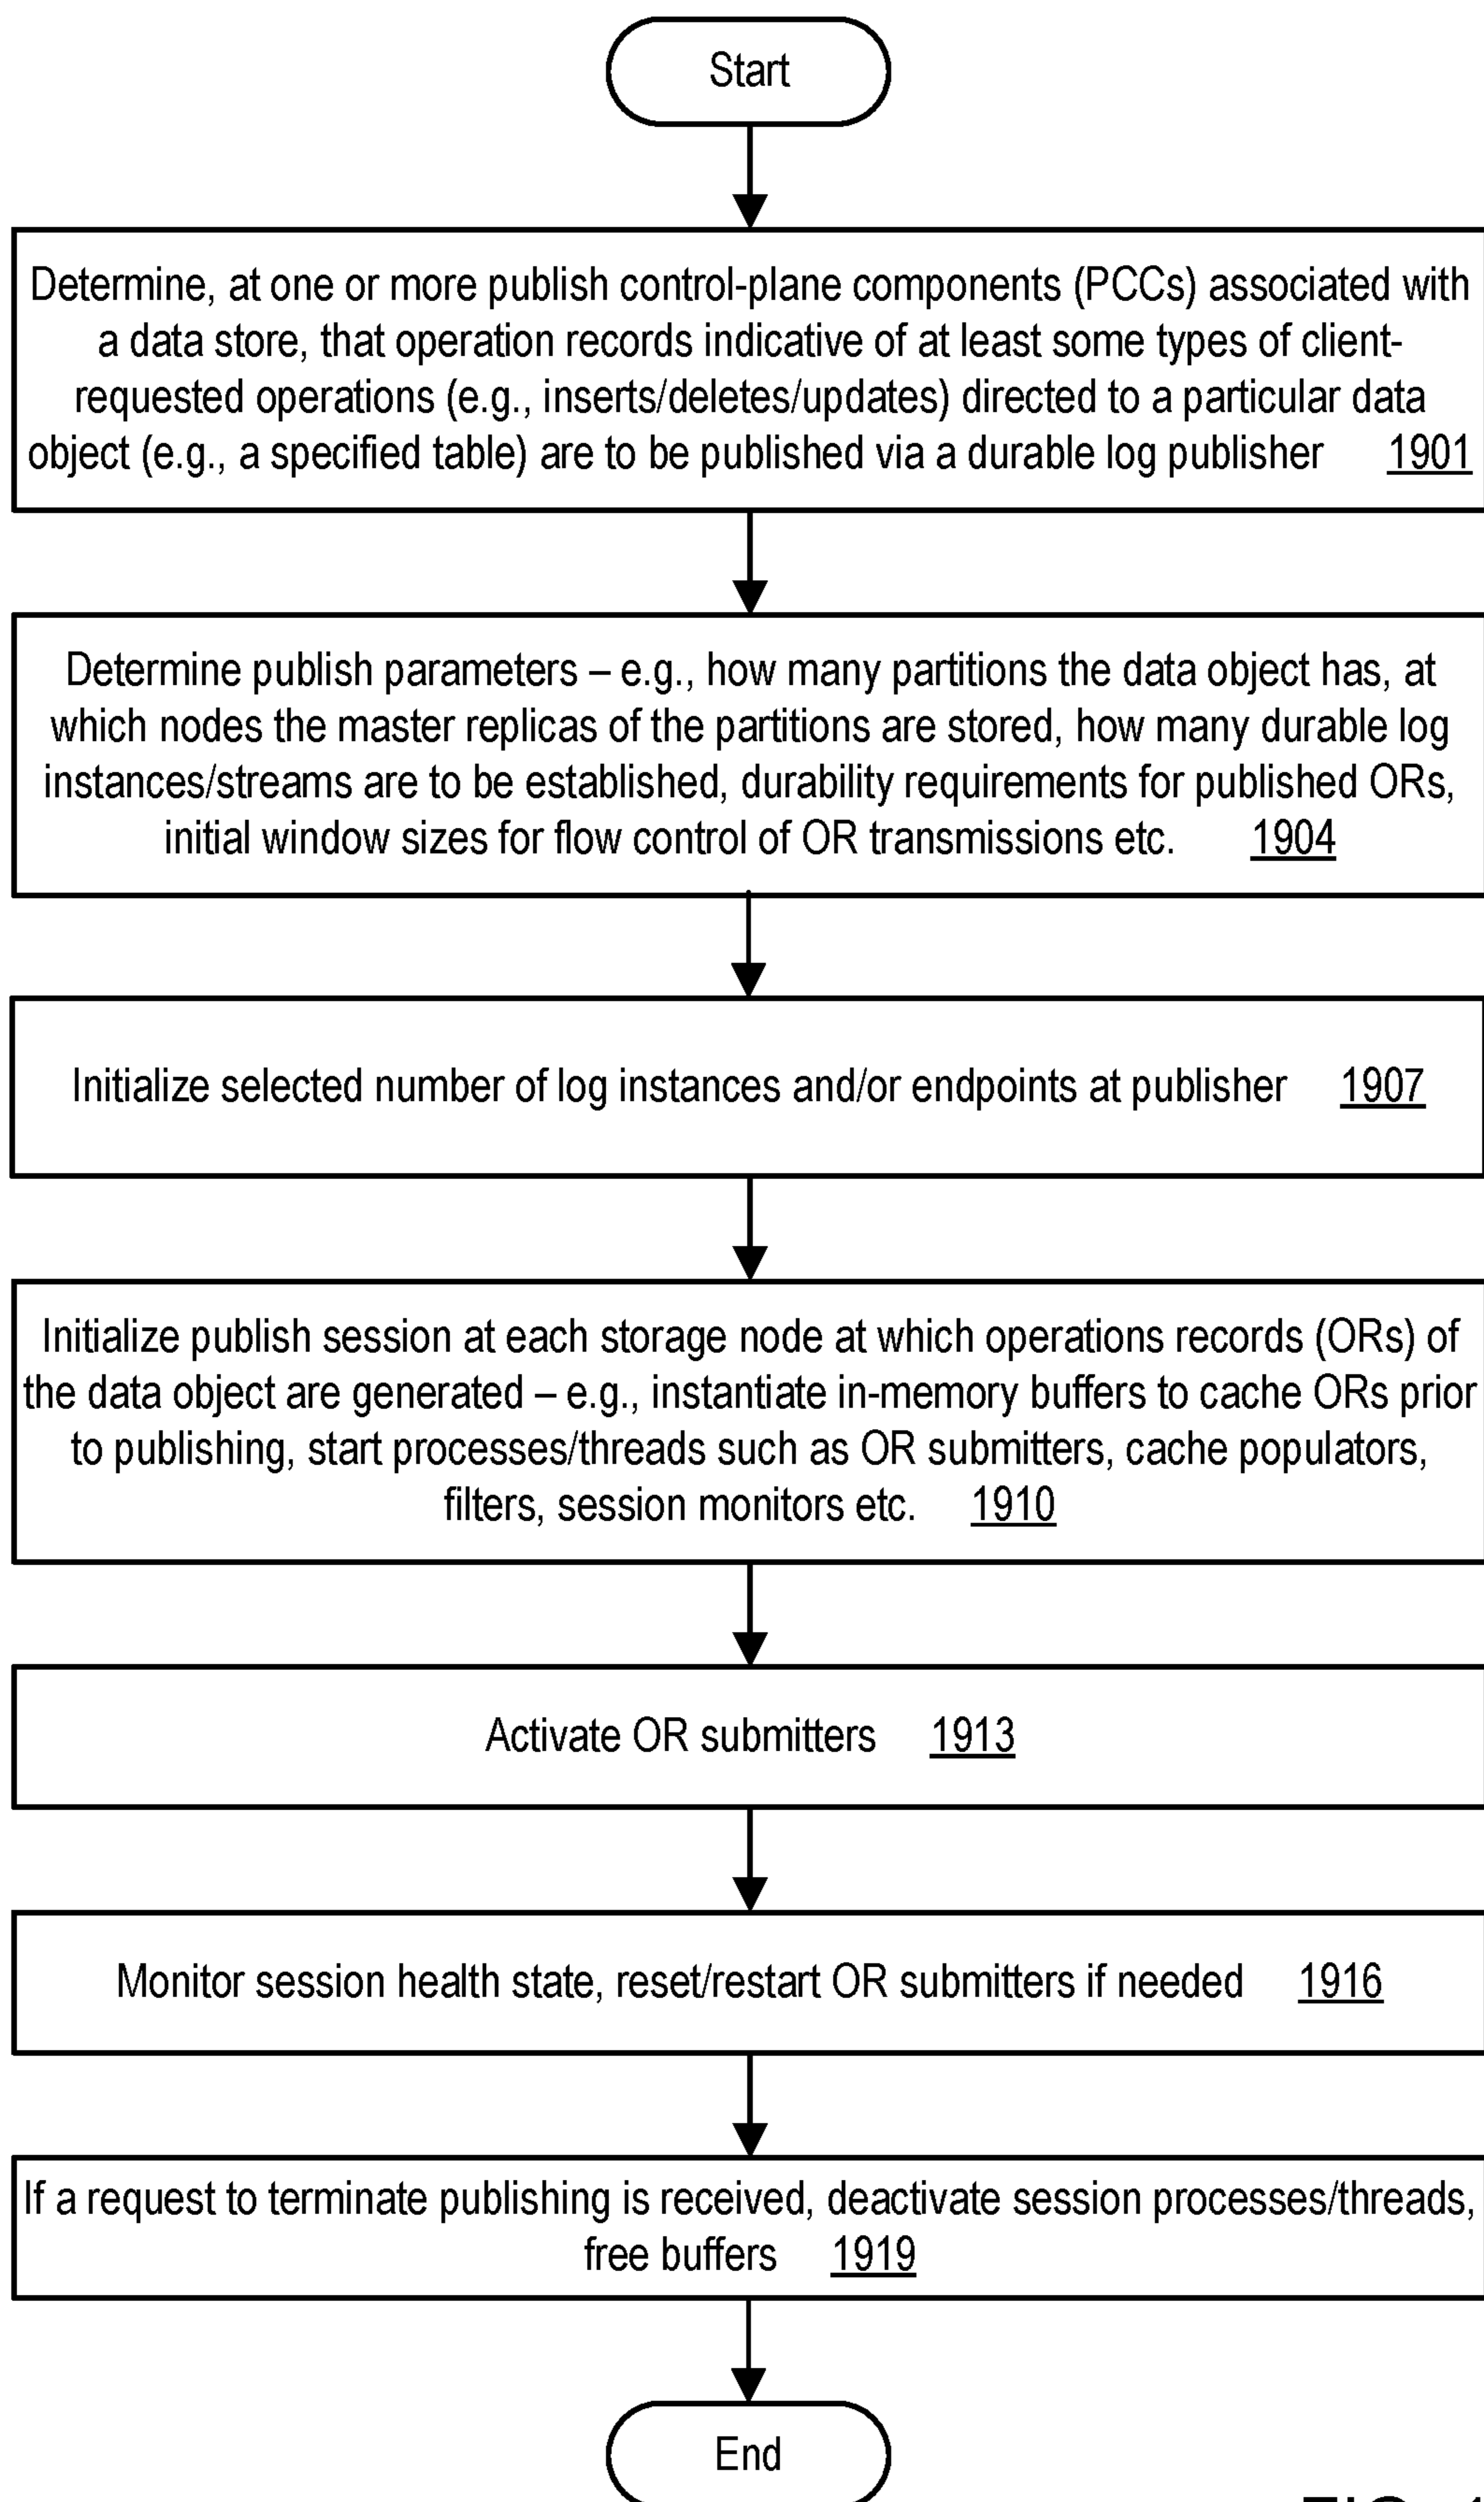 Start
Determine, at one or more publish control-plane components (PCCs) associated with
a data store, that operation records indicative of at least some types of client-
requested operations (e.g., inserts/deletes/updates) directed to a particular data
object (e.g., a specified table) are to be published via a durable log publisher 1901
Determine publish parameters – e.g., how many partitions the data object has, at
which nodes the master replicas of the partitions are stored, how many durable log
instances/streams are to be established, durability requirements for published ORs,
initial window sizes for flow control of OR transmissions etc. 1904
Initialize selected number of log instances and/or endpoints at publisher 1907
Initialize publish session at each storage node at which operations records (ORs) of
the data object are generated – e.g., instantiate in-memory buffers to cache ORs prior
to publishing, start processes/threads such as OR submitters, cache populators,
filters, session monitors etc. 1910
Activate OR submitters 1913
Monitor session health state, reset/restart OR submitters if needed 1916
If a request to terminate publishing is received, deactivate session processes/threads,
free buffers 1919
End